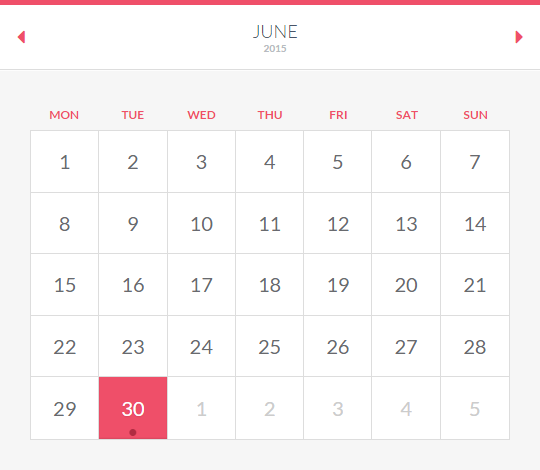 JUNE
2015
MON TUE WED THU FRI SAT SUN
1 2 3 4 5 6 7
8 9 10 11 12 13 14
15 16 17 18 19 20 21
22 23 24 25 26 27 28
29 30 1 2 3 4 5